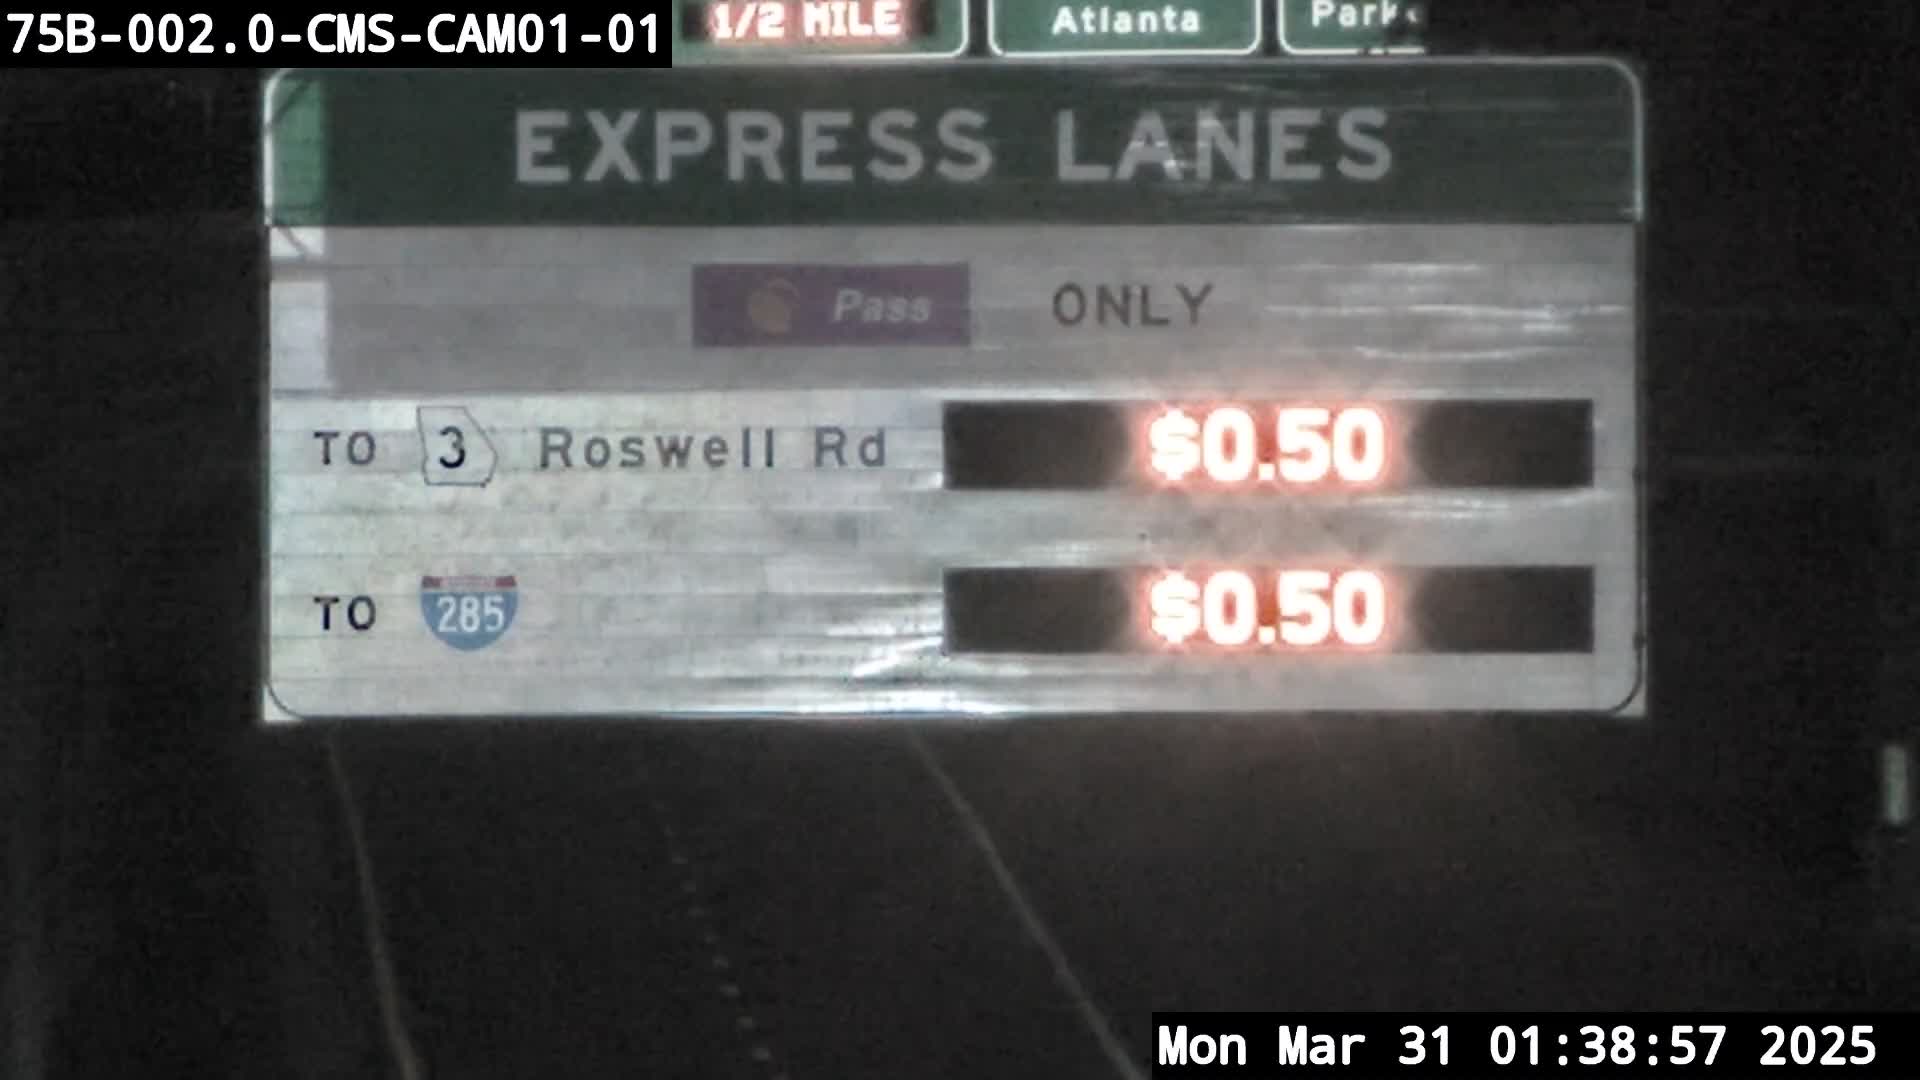 75B-002.0-CMS-CAM01-01
1/2 MILE
Atlanta
Park
EXPRESS LANES
Pass ONLY
TO 3 Roswell Rd $0.50
TO 285 $0.50
Mon Mar 31 01:38:57 2025